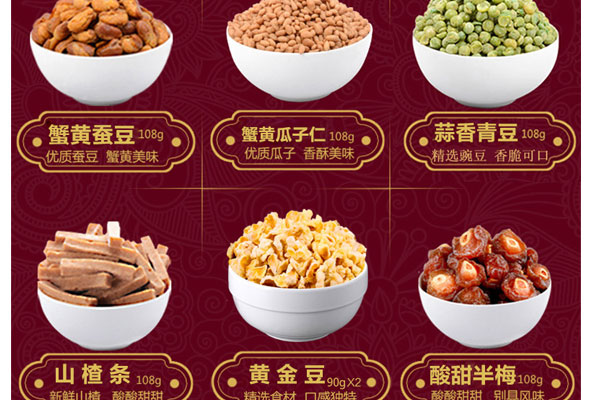 蟹黄蚕豆 108g
优质蚕豆 蟹黄美味
蟹黄瓜子仁 108g
优质瓜子 香酥美味
蒜香青豆 108g
精选豌豆 香脆可口
山楂条 108g
新鲜山楂 酸酸甜甜
黄金豆 90gX2
精选食材 口感独特
酸甜半梅 108g
酸酸甜甜 别具风味